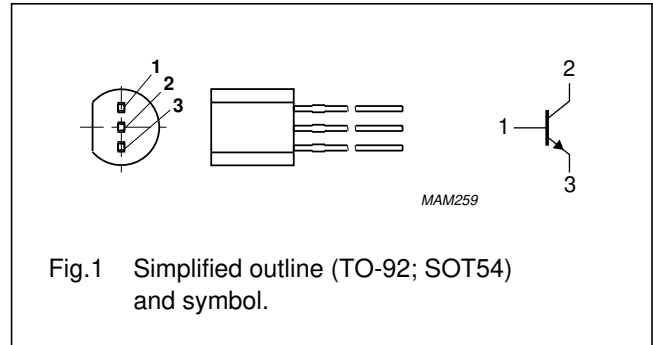 1
2
3
2
1
3
MAM259
Fig.1 Simplified outline (TO-92; SOT54)
and symbol.